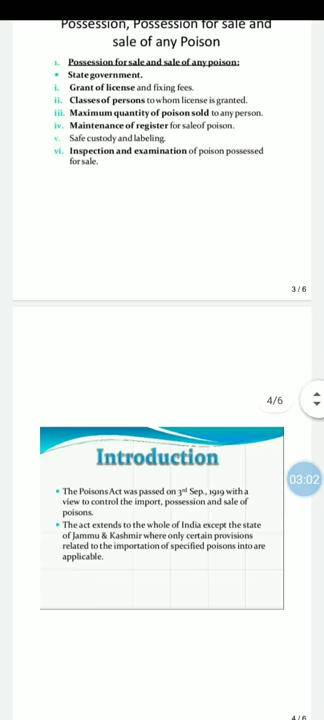 Possession, Possession for sale and
sale of any Poison
i. Possession for sale and sale of any poison:
• State government.
i. Grant of license and fixing fees.
ii. Classes of persons to whom license is granted.
iii. Maximum quantity of poison sold to any person.
iv. Maintenance of register for saleof poison.
v. Safe custody and labeling.
vi. Inspection and examination of poison possessed
for sale.
3 / 6
4/6
Introduction
03:02
• The Poisons Act was passed on 3rd Sep., 1919 with a
view to control the import, possession and sale of
poisons.
• The act extends to the whole of India except the state
of Jammu & Kashmir where only certain provisions
related to the importation of specified poisons into are
applicable.
4 / 6